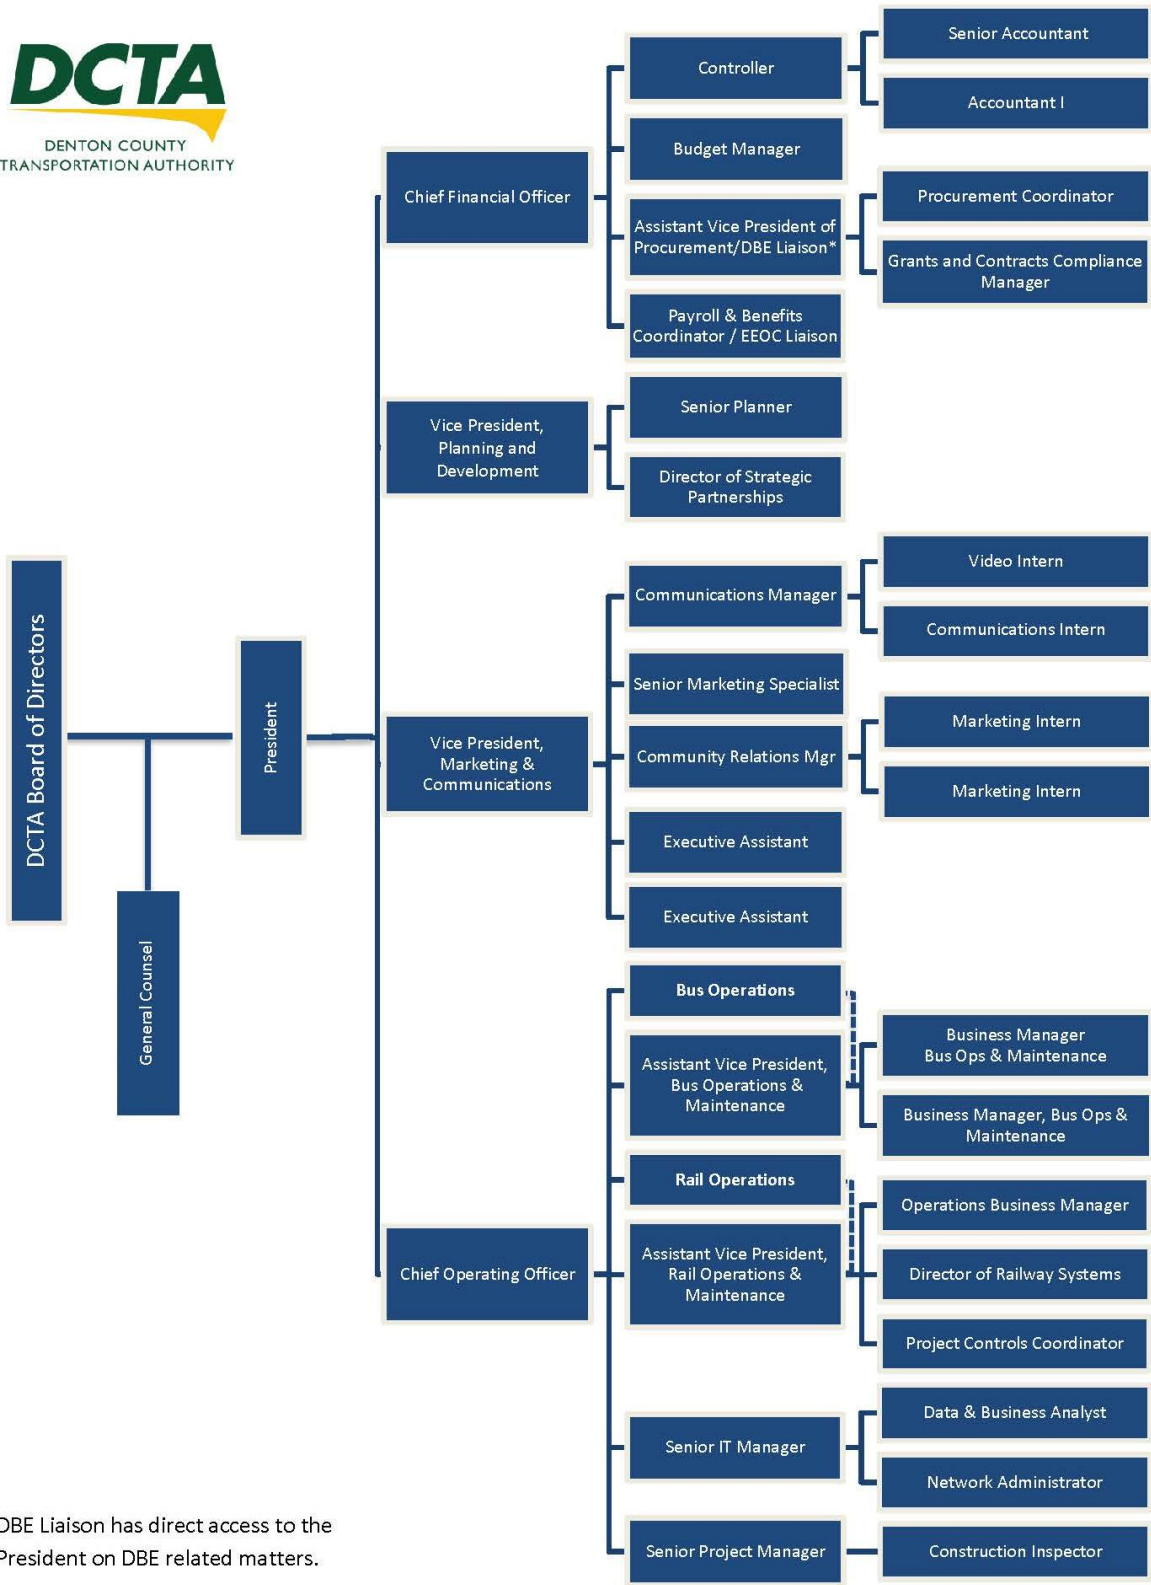 DCTA
DENTON COUNTY
TRANSPORTATION AUTHORITY
DCTA Board of Directors
General Counsel
President
Chief Financial Officer
Controller
Senior Accountant
Accountant I
Budget Manager
Assistant Vice President of
Procurement/DBE Liaison*
Procurement Coordinator
Grants and Contracts Compliance
Manager
Payroll & Benefits
Coordinator / EEOC Liaison
Vice President,
Planning and
Development
Senior Planner
Director of Strategic
Partnerships
Vice President,
Marketing &
Communications
Communications Manager
Video Intern
Communications Intern
Senior Marketing Specialist
Community Relations Mgr
Marketing Intern
Marketing Intern
Executive Assistant
Executive Assistant
Chief Operating Officer
Bus Operations
Assistant Vice President,
Bus Operations &
Maintenance
Business Manager
Bus Ops & Maintenance
Business Manager, Bus Ops &
Maintenance
Rail Operations
Assistant Vice President,
Rail Operations &
Maintenance
Operations Business Manager
Director of Railway Systems
Project Controls Coordinator
Senior IT Manager
Data & Business Analyst
Network Administrator
Senior Project Manager
Construction Inspector
DBE Liaison has direct access to the
President on DBE related matters.